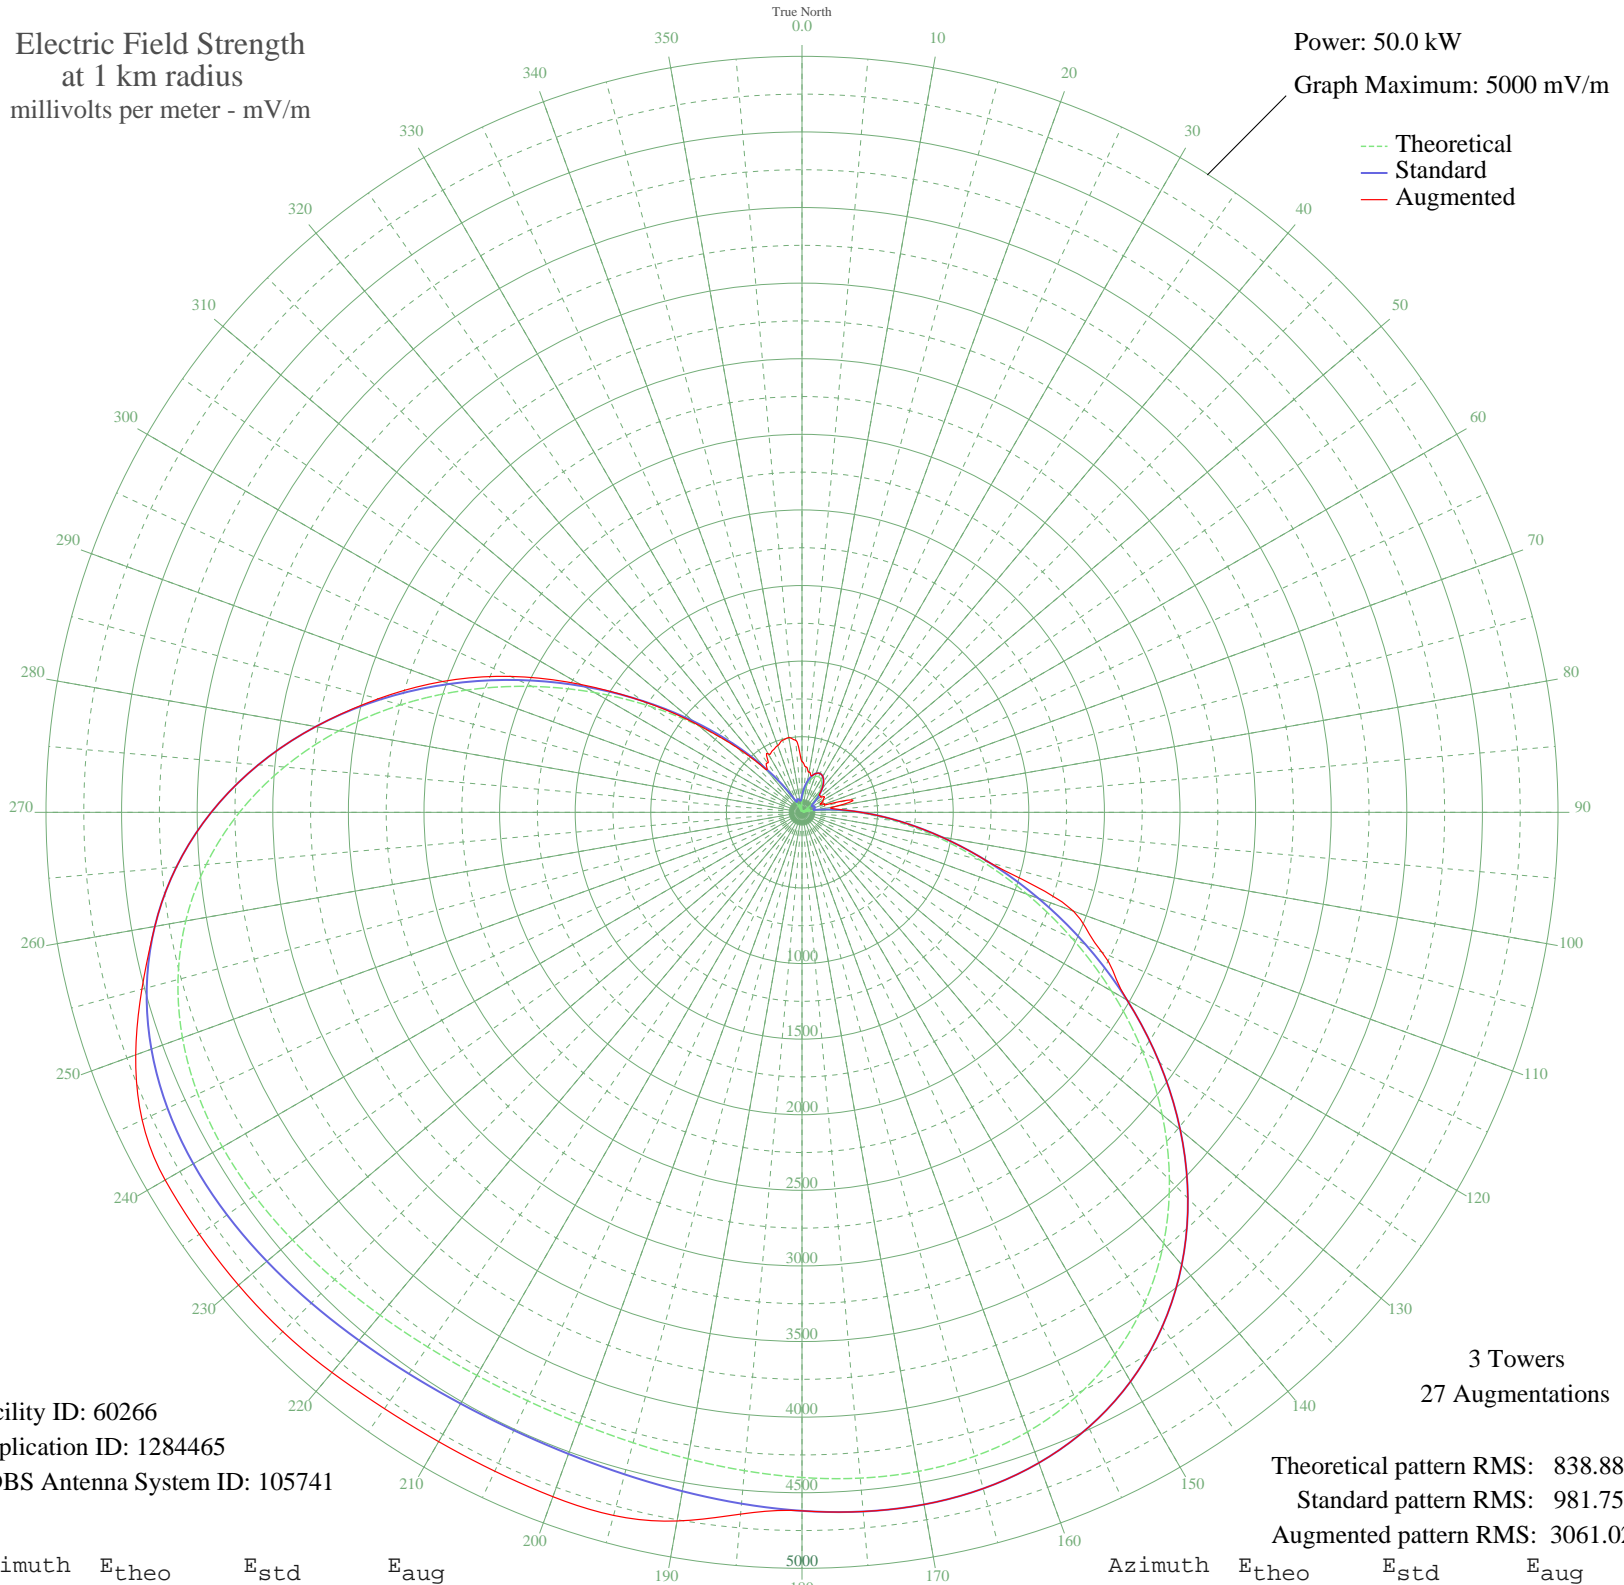 True North
0.0
Electric Field Strength
at 1 km radius
millivolts per meter - mV/m
Power: 50.0 kW
Graph Maximum: 5000 mV/m
Theoretical
Standard
Augmented
350
10
340
20
330
30
320
40
310
50
300
60
290
70
280
80
270
90
260
100
250
110
240
120
230
130
220
140
210
150
200
160
190
170
1000
1500
2000
2500
3000
3500
4000
4500
5000
3 Towers
27 Augmentations
cility ID: 60266
plication ID: 1284465
DBS Antenna System ID: 105741
Theoretical pattern RMS: 838.88
Standard pattern RMS: 981.75
Augmented pattern RMS: 3061.02
imuth Etheo Estd Eaug
Azimuth Etheo Estd Eaug